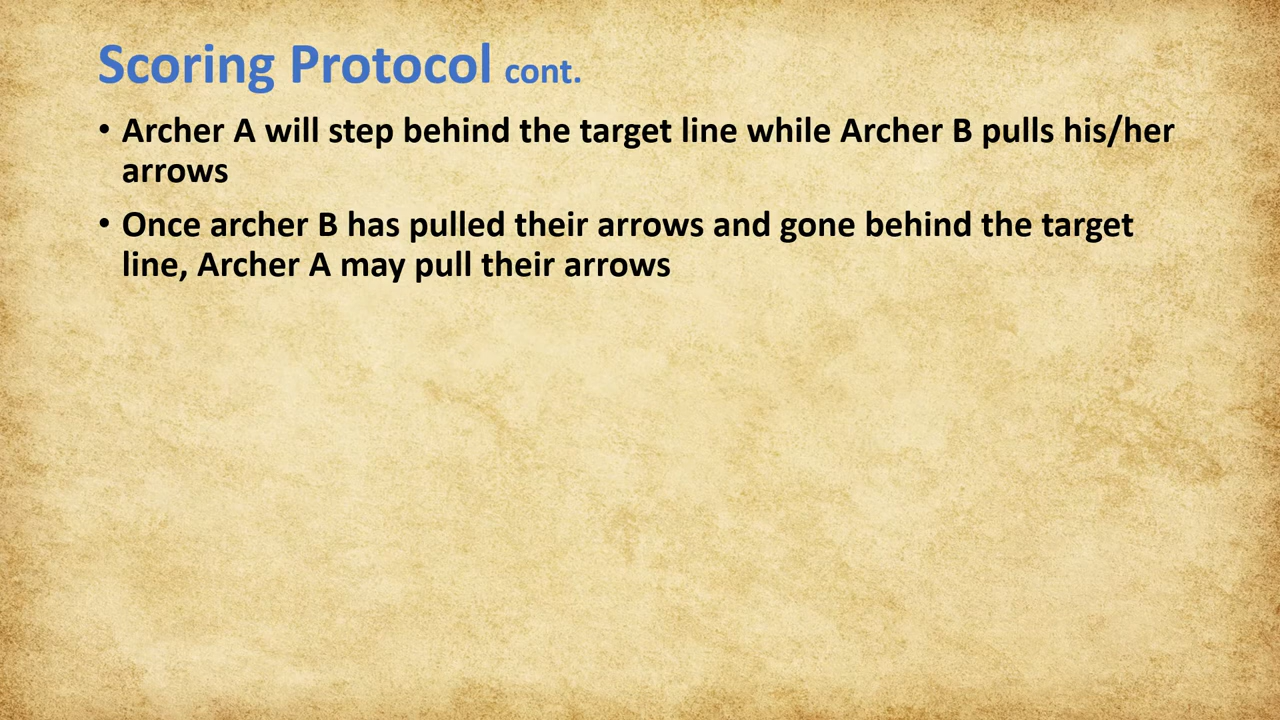 Scoring Protocol cont.
• Archer A will step behind the target line while Archer B pulls his/her
arrows
• Once archer B has pulled their arrows and gone behind the target
line, Archer A may pull their arrows